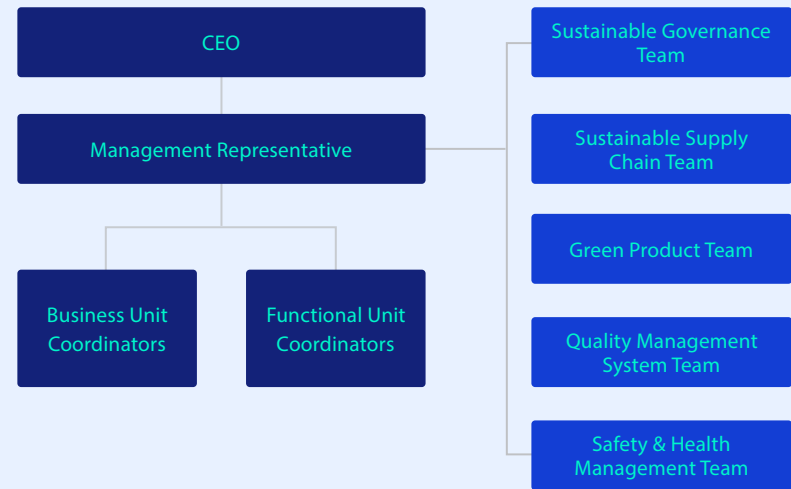 CEO
Management Representative
Business Unit
Coordinators
Functional Unit
Coordinators
Sustainable Governance
Team
Sustainable Supply
Chain Team
Green Product Team
Quality Management
System Team
Safety & Health
Management Team